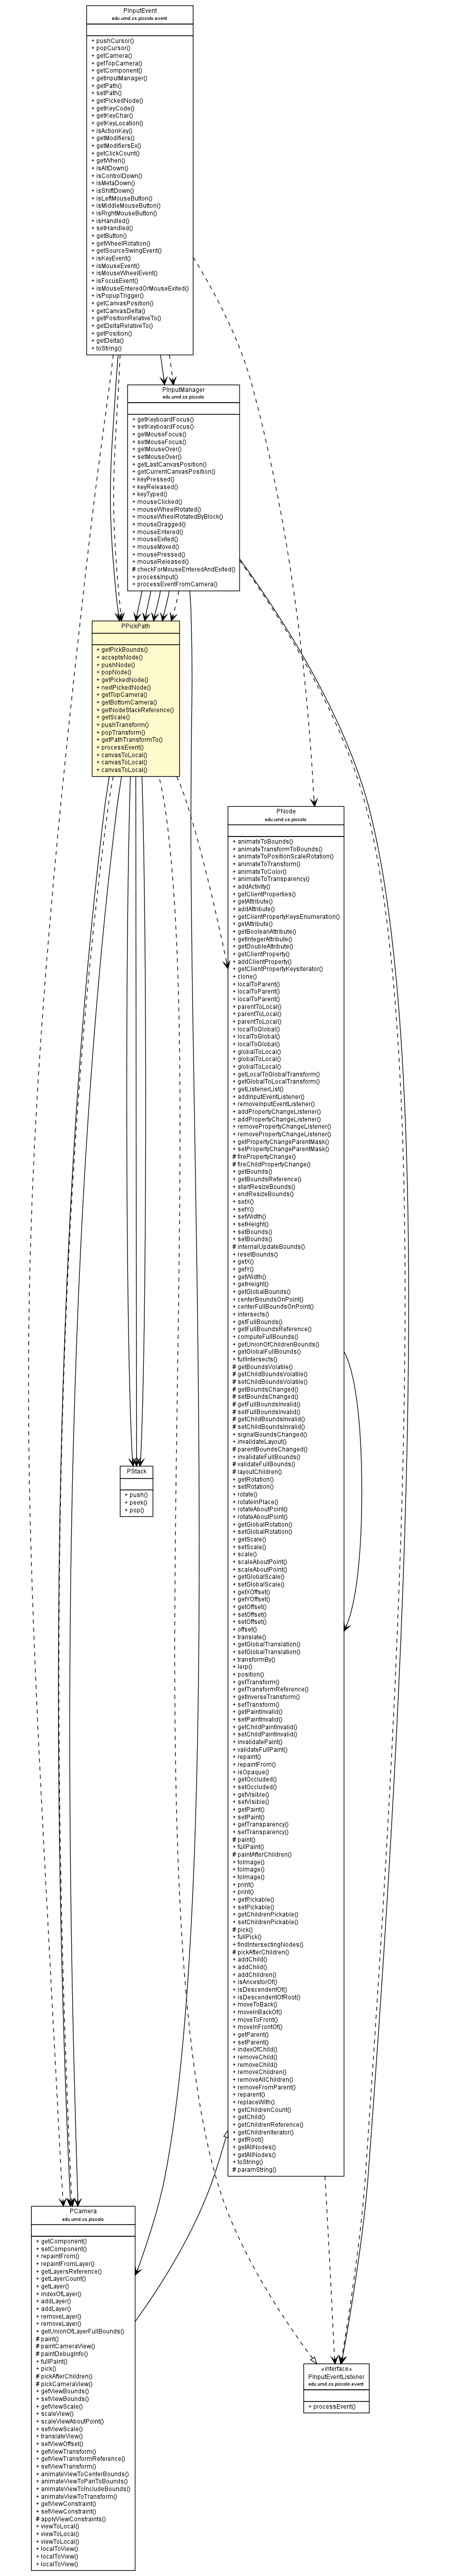 PInputEvent
edu.umd.cs.piccolo.event
+ pushCursor()
+ popCursor()
+ getCamera()
+ getTopCamera()
+ getComponent()
+ getInputManager()
+ getPath()
+ setPath()
+ getPickedNode()
+ getKeyCode()
+ getKeyChar()
+ getKeyLocation()
+ isActionKey()
+ getModifiers()
+ getModifiersEx()
+ getClickCount()
+ getWhen()
+ isAltDown()
+ isControlDown()
+ isMetaDown()
+ isShiftDown()
+ isLeftMouseButton()
+ isMiddleMouseButton()
+ isRightMouseButton()
+ isHandled()
+ setHandled()
+ getButton()
+ getWheelRotation()
+ getSourceSwingEvent()
+ isKeyEvent()
+ isMouseEvent()
+ isMouseWheelEvent()
+ isFocusEvent()
+ isMouseEnteredOrMouseExited()
+ isPopupTrigger()
+ getCanvasPosition()
+ getCanvasDelta()
+ getPositionRelativeTo()
+ getDeltaRelativeTo()
+ getPosition()
+ getDelta()
+ toString()
PInputManager
edu.umd.cs.piccolo
+ getKeyboardFocus()
+ setKeyboardFocus()
+ getMouseFocus()
+ setMouseFocus()
+ getMouseOver()
+ setMouseOver()
+ getLastCanvasPosition()
+ getCurrentCanvasPosition()
+ keyPressed()
+ keyReleased()
+ keyTyped()
+ mouseClicked()
+ mouseWheelRotated()
+ mouseWheelRotatedByBlock()
+ mouseDragged()
+ mouseEntered()
+ mouseExited()
+ mouseMoved()
+ mousePressed()
+ mouseReleased()
# checkForMouseEnteredAndExited()
+ processInput()
+ processEventFromCamera()
PPickPath
+ getPickBounds()
+ acceptsNode()
+ pushNode()
+ popNode()
+ getPickedNode()
+ nextPickedNode()
+ getTopCamera()
+ getBottomCamera()
+ getNodeStackReference()
+ getScale()
+ pushTransform()
+ popTransform()
+ getPathTransformTo()
+ processEvent()
+ canvasToLocal()
+ canvasToLocal()
+ canvasToLocal()
PNode
edu.umd.cs.piccolo
+ animateToBounds()
+ animateTransformToBounds()
+ animateToPositionScaleRotation()
+ animateToTransform()
+ animateToColor()
+ animateToTransparency()
+ addActivity()
+ getClientProperties()
+ getAttribute()
+ addAttribute()
+ getClientPropertyKeysEnumeration()
+ getAttribute()
+ getBooleanAttribute()
+ getIntegerAttribute()
+ getDoubleAttribute()
+ getClientProperty()
+ addClientProperty()
+ getClientPropertyKeysIterator()
+ clone()
+ localToParent()
+ localToParent()
+ localToParent()
+ parentToLocal()
+ parentToLocal()
+ parentToLocal()
+ localToGlobal()
+ localToGlobal()
+ localToGlobal()
+ globalToLocal()
+ globalToLocal()
+ globalToLocal()
+ getLocalToGlobalTransform()
+ getGlobalToLocalTransform()
+ getListenerList()
+ addInputEventListener()
+ removeInputEventListener()
+ addPropertyChangeListener()
+ addPropertyChangeListener()
+ removePropertyChangeListener()
+ removePropertyChangeListener()
+ getPropertyChangeParentMask()
+ setPropertyChangeParentMask()
# firePropertyChange()
# fireChildPropertyChange()
+ getBounds()
+ getBoundsReference()
+ startResizeBounds()
+ endResizeBounds()
+ setX()
+ setY()
+ setWidth()
+ setHeight()
+ setBounds()
+ setBounds()
# internalUpdateBounds()
+ resetBounds()
+ getX()
+ getY()
+ getWidth()
+ getHeight()
+ getGlobalBounds()
+ centerBoundsOnPoint()
+ centerFullBoundsOnPoint()
+ intersects()
+ getFullBounds()
+ getFullBoundsReference()
+ computeFullBounds()
+ getUnionOfChildrenBounds()
+ getGlobalFullBounds()
+ fullIntersects()
# getBoundsVolatile()
# getChildBoundsVolatile()
# setChildBoundsVolatile()
# getBoundsChanged()
# setBoundsChanged()
# getFullBoundsInvalid()
# setFullBoundsInvalid()
# getChildBoundsInvalid()
# setChildBoundsInvalid()
+ signalBoundsChanged()
+ invalidateLayout()
# parentBoundsChanged()
+ invalidateFullBounds()
# validateFullBounds()
# layoutChildren()
+ getRotation()
+ setRotation()
+ rotate()
+ rotateInPlace()
+ rotateAboutPoint()
+ rotateAboutPoint()
+ getGlobalRotation()
+ setGlobalRotation()
+ getScale()
+ setScale()
+ scale()
+ scaleAboutPoint()
+ scaleAboutPoint()
+ getGlobalScale()
+ setGlobalScale()
+ getXOffset()
+ getYOffset()
+ getOffset()
+ setOffset()
+ setOffset()
+ offset()
+ translate()
+ getGlobalTranslation()
+ setGlobalTranslation()
+ transformBy()
+ lerp()
+ position()
+ getTransform()
+ getTransformReference()
+ getInverseTransform()
+ setTransform()
+ getPaintInvalid()
+ setPaintInvalid()
+ getChildPaintInvalid()
+ setChildPaintInvalid()
+ invalidatePaint()
+ validateFullPaint()
+ repaint()
+ repaintFrom()
+ isOpaque()
+ getOccluded()
+ setOccluded()
+ getVisible()
+ setVisible()
+ getPaint()
+ setPaint()
+ getTransparency()
+ setTransparency()
# paint()
+ fullPaint()
# paintAfterChildren()
+ toImage()
+ toImage()
+ toImage()
+ print()
+ print()
+ getPickable()
+ setPickable()
+ getChildrenPickable()
+ setChildrenPickable()
# pick()
+ fullPick()
+ findIntersectingNodes()
# pickAfterChildren()
+ addChild()
+ addChild()
+ addChildren()
+ isAncestorOf()
+ isDescendentOf()
+ isDescendentOfRoot()
+ moveToBack()
+ moveInBackOf()
+ moveToFront()
+ moveInFrontOf()
+ getParent()
+ setParent()
+ indexOfChild()
+ removeChild()
+ removeChild()
+ removeChildren()
+ removeAllChildren()
+ removeFromParent()
+ reparent()
+ replaceWith()
+ getChildrenCount()
+ getChild()
+ getChildrenReference()
+ getChildrenIterator()
+ getRoot()
+ getAllNodes()
+ getAllNodes()
+ toString()
# paramString()
PStack
+ push()
+ peek()
+ pop()
PCamera
edu.umd.cs.piccolo
+ getComponent()
+ setComponent()
+ repaintFrom()
+ repaintFromLayer()
+ getLayersReference()
+ getLayerCount()
+ getLayer()
+ indexOfLayer()
+ addLayer()
+ addLayer()
+ removeLayer()
+ removeLayer()
+ getUnionOfLayerFullBounds()
# paint()
# paintCameraView()
# paintDebugInfo()
+ fullPaint()
+ pick()
# pickAfterChildren()
# pickCameraView()
+ getViewBounds()
+ setViewBounds()
+ getViewScale()
+ scaleView()
+ scaleViewAboutPoint()
+ setViewScale()
+ translateView()
+ setViewOffset()
+ getViewTransform()
+ getViewTransformReference()
+ setViewTransform()
+ animateViewToCenterBounds()
+ animateViewToPanToBounds()
+ animateViewToIncludeBounds()
+ animateViewToTransform()
+ getViewConstraint()
+ setViewConstraint()
# applyViewConstraints()
+ viewToLocal()
+ viewToLocal()
+ viewToLocal()
+ localToView()
+ localToView()
+ localToView()
«interface»
PInputEventListener
edu.umd.cs.piccolo.event
+ processEvent()